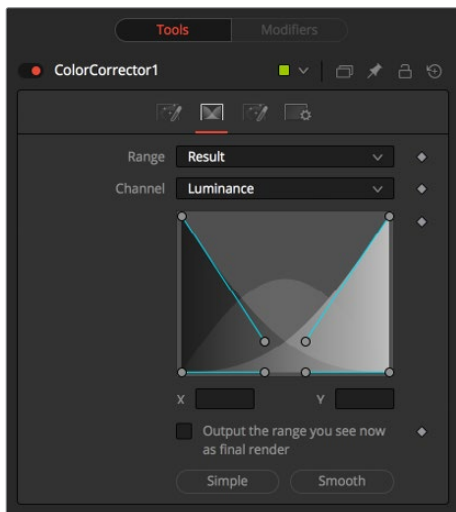 Tools
Modifiers
ColorCorrector1
Range
Result
Channel
Luminance
X
Y
Output the range you see now
as final render
Simple
Smooth